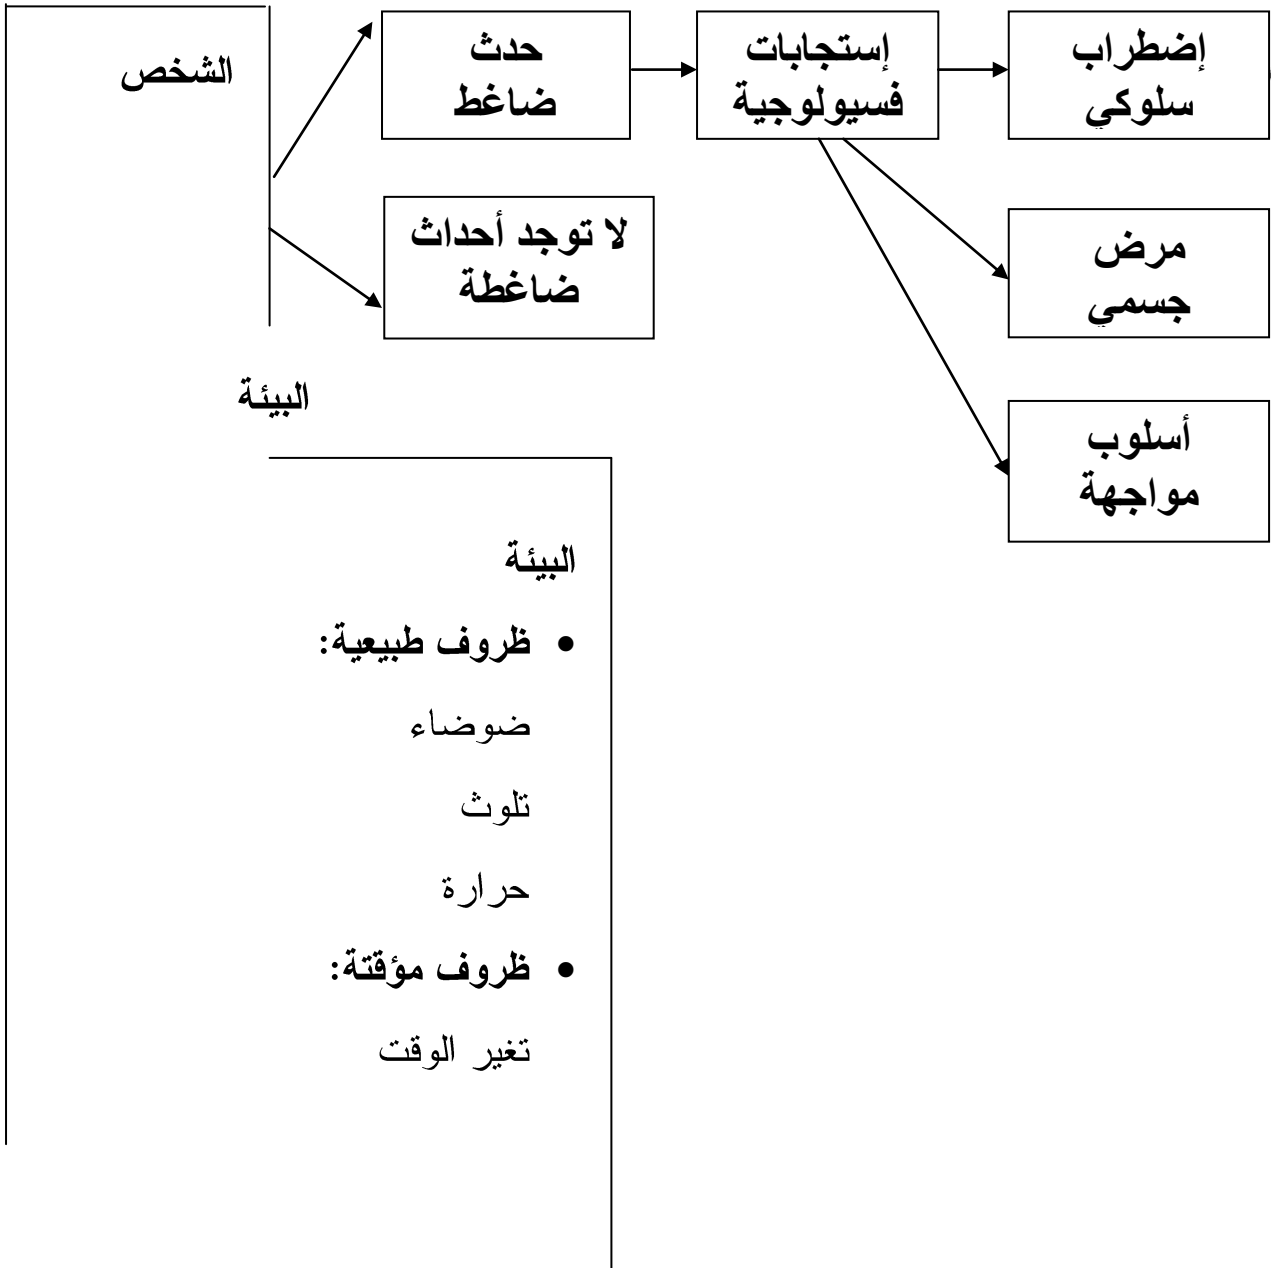 الشخص
حدث
ضاغط
إستجابات
فسيولوجية
إضطراب
سلوكي
لا توجد أحداث
ضاغطة
مرض
جسمي
البيئة
أسلوب
مواجهة
البيئة
• ظروف طبيعية:
ضوضاء
تلوث
حرارة
• ظروف مؤقتة:
تغير الوقت